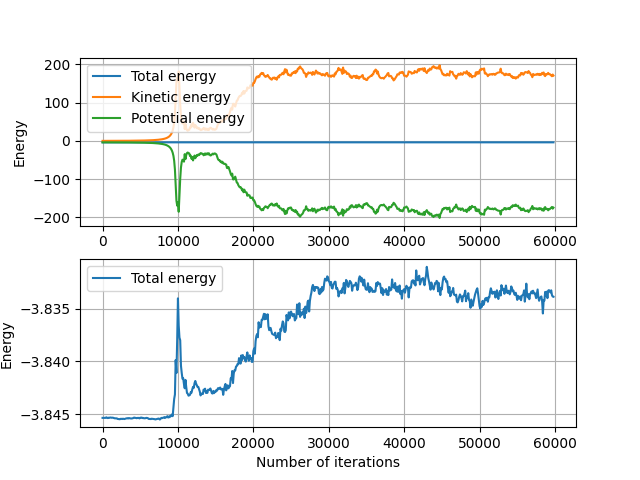 200
100
0
−100
−200
Energy
Total energy
Kinetic energy
Potential energy
0 10000 20000 30000 40000 50000 60000
−3.835
−3.840
−3.845
Energy
Total energy
0 10000 20000 30000 40000 50000 60000
Number of iterations